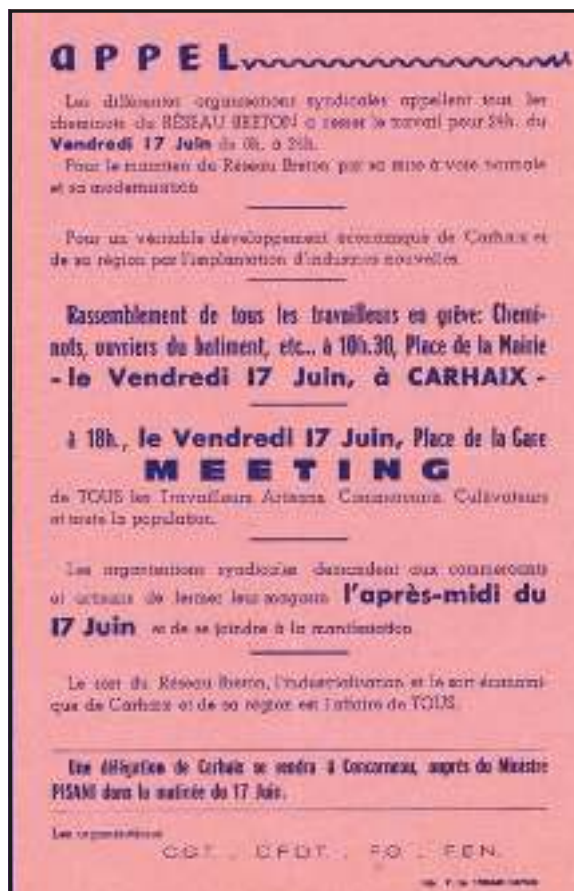 APPEL
Les différentes organisations syndicales appellent tout les
cheminots du RÉSEAU BRETON a cesser le travail pour 24h. du
Vendredi 17 Juin de 0h. à 24h.
Pour le maintien du Réseau Breton par sa mise à voie normale
et sa modernisation
Pour un véritable développement économique de Carhaix et
de sa région par l'implantation d'industries nouvelles.
Rassemblement de tous les travailleurs en grève: Chemi-
nots, ouvriers du batiment, etc... à 10h.30, Place de la Mairie
- le Vendredi 17 Juin, à CARHAIX -
à 18h., le Vendredi 17 Juin, Place de la Gare
MEETING
de TOUS les Travailleurs, Artisans, Commerçants, Cultivateurs
et toute la population.
Les organisations syndicales demandent aux commerçants
et artisans de fermer leur magasin l'après-midi du
17 Juin et de se joindre à la manifestation
Le sort du Réseau Breton, l'industrialisation et le sort économi-
que de Carhaix et de sa région est l'affaire de TOUS.
Une délégation de Carhaix se rendra à Concarneau, auprès du Ministre
PISANI dans la matinée du 17 Juin.
Les organisations
CGT - CFDT - FO - FEN.